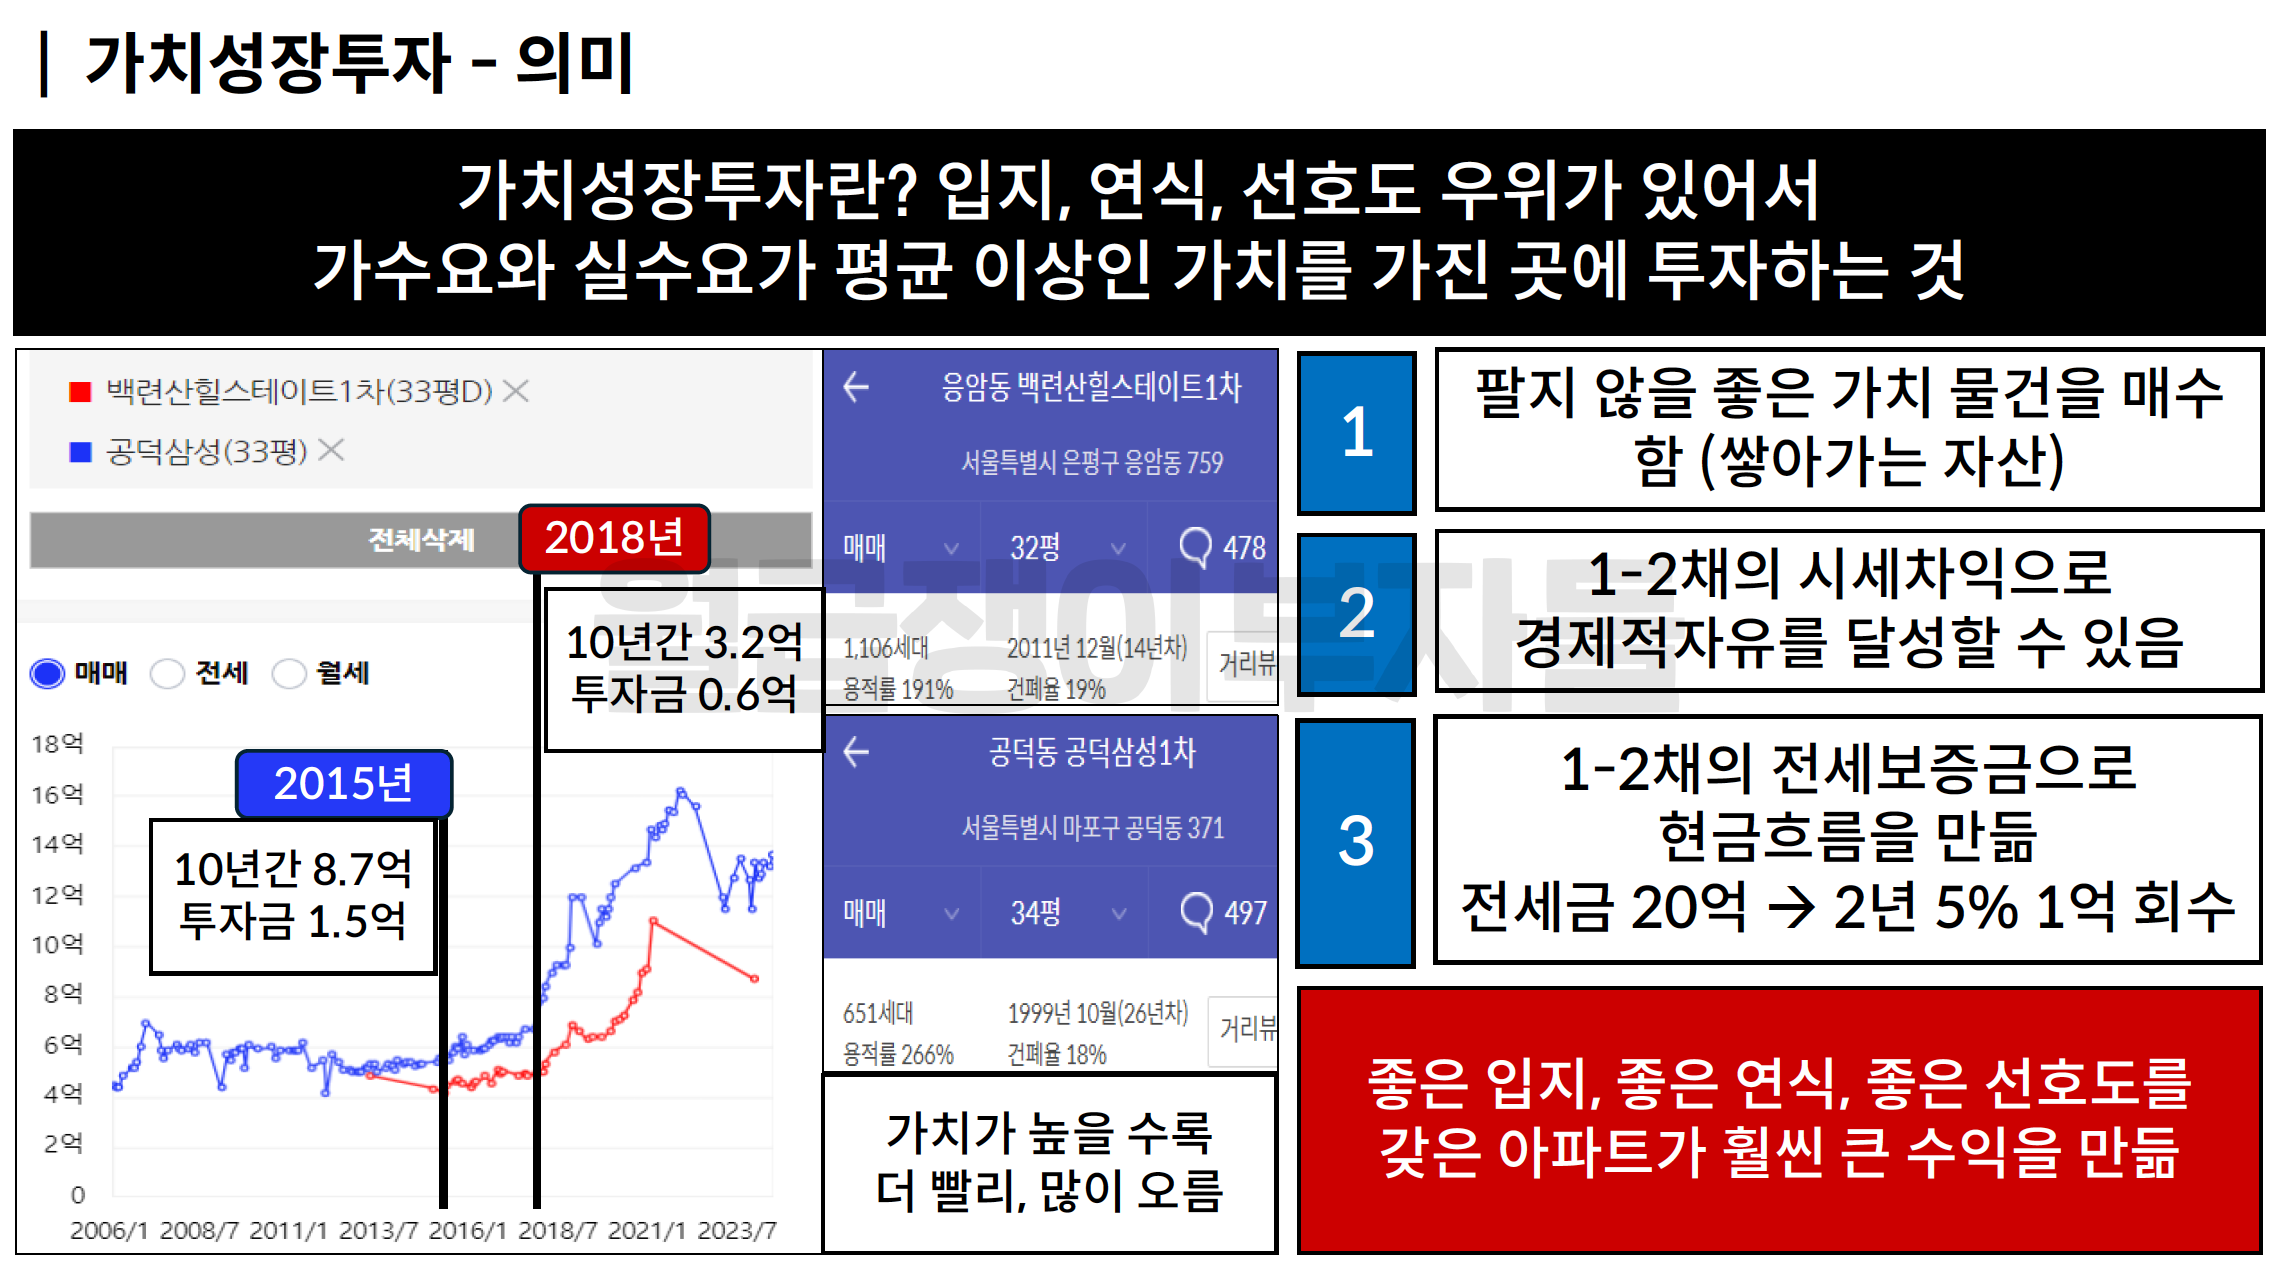 | 가치성장투자 - 의미
가치성장투자란? 입지, 연식, 선호도 우위가 있어서
가수요와 실수요가 평균 이상인 가치를 가진 곳에 투자하는 것
백련산힐스테이트1차(33평D)
공덕삼성(33평)
전체삭제
2018년
10년간 3.2억
투자금 0.6억
매매 전세 월세
2015년
10년간 8.7억
투자금 1.5억
18억
16억
14억
12억
10억
8억
6억
4억
2억
0
2006/1 2008/7 2011/1 2013/7 2016/1 2018/7 2021/1 2023/7
응암동 백련산힐스테이트1차
서울특별시 은평구 응암동 759
매매 32평 478
1,106세대 2011년 12월(14년차)
용적률 191% 건폐율 19%
거리뷰
공덕동 공덕삼성1차
서울특별시 마포구 공덕동 371
매매 34평 497
651세대 1999년 10월(26년차)
용적률 266% 건폐율 18%
거리뷰
가치가 높을 수록
더 빨리, 많이 오름
1
팔지 않을 좋은 가치 물건을 매수
함 (쌓아가는 자산)
2
1-2채의 시세차익으로
경제적자유를 달성할 수 있음
3
1-2채의 전세보증금으로
현금흐름을 만듦
전세금 20억 → 2년 5% 1억 회수
좋은 입지, 좋은 연식, 좋은 선호도를
갖은 아파트가 훨씬 큰 수익을 만듦
월급쟁이부자들